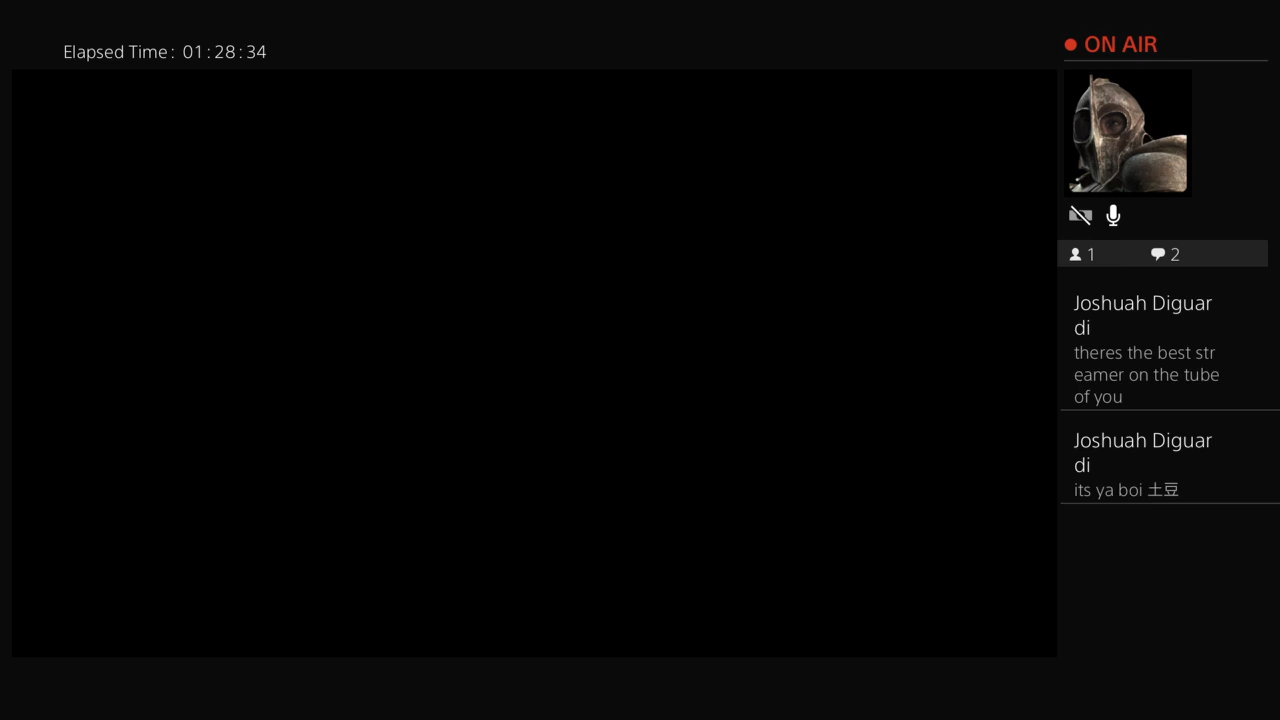 Elapsed Time: 01:28:34
ON AIR
1
2
Joshuah Diguar
di
theres the best str
eamer on the tube
of you
Joshuah Diguar
di
its ya boi 土豆